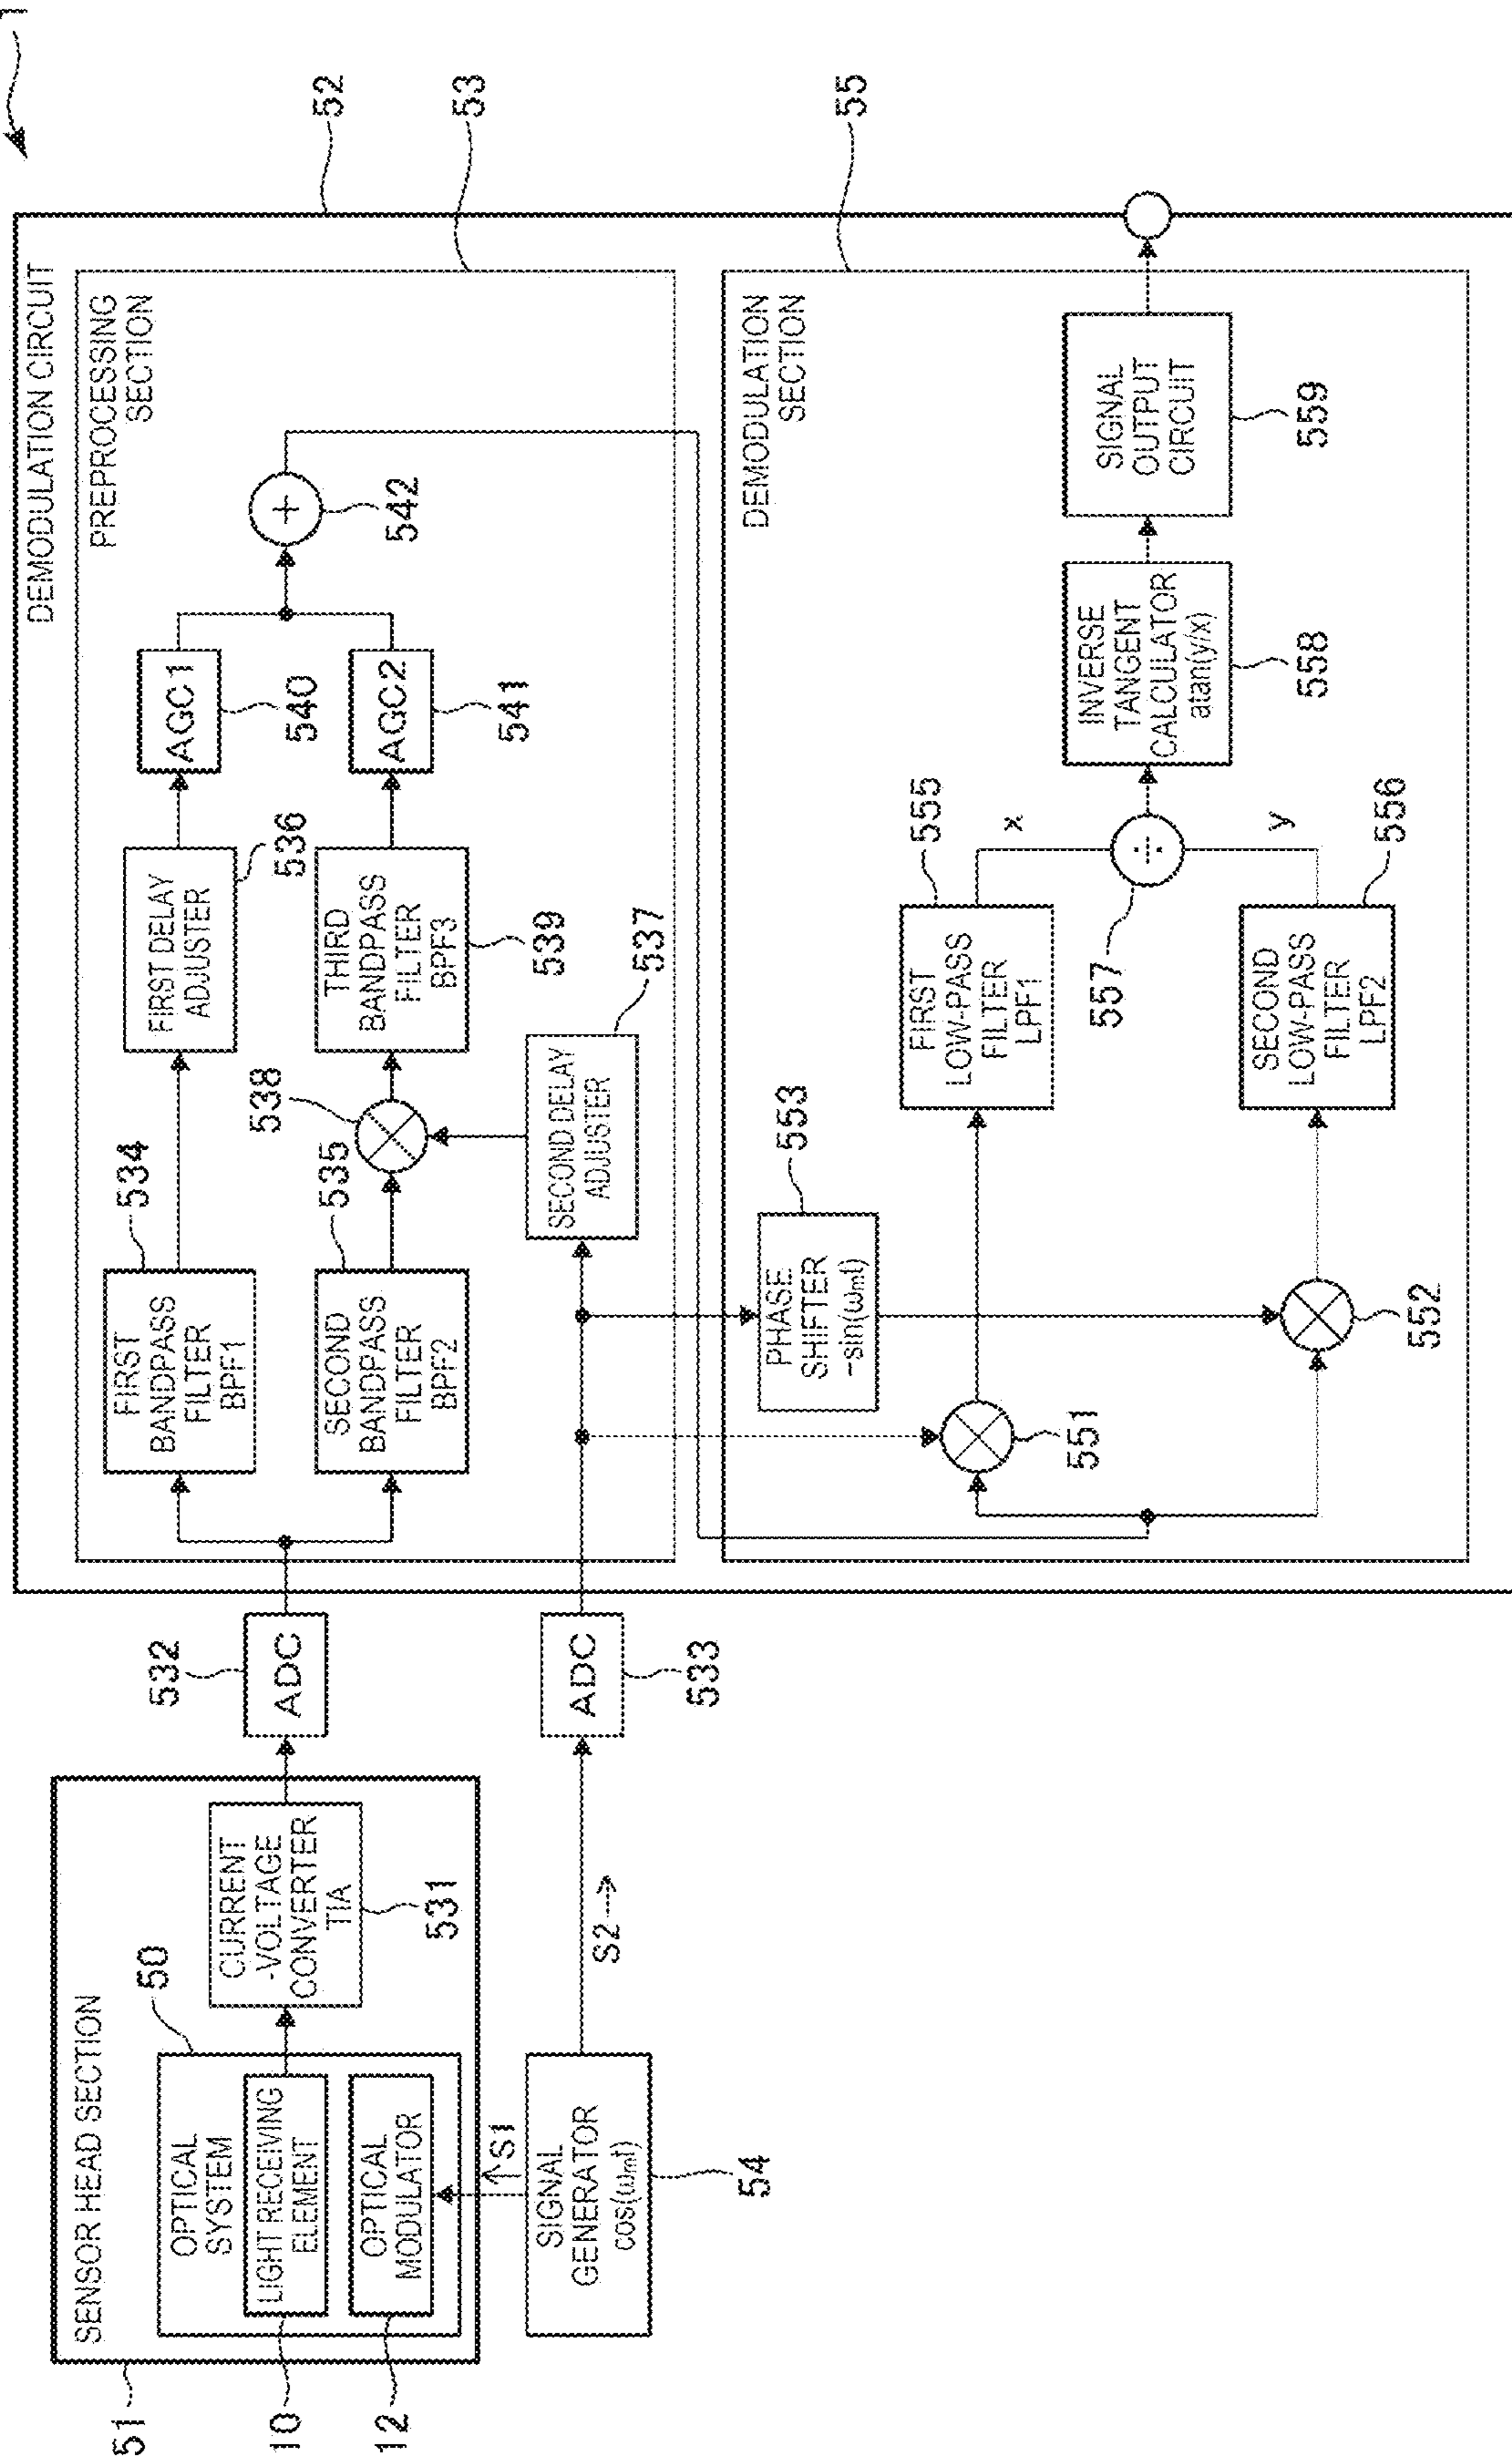 1
SENSOR HEAD SECTION
51
50
OPTICAL
SYSTEM
LIGHT RECEIVING
ELEMENT
10
OPTICAL
MODULATOR
12
CURRENT
-VOLTAGE
CONVERTER
TIA
531
S1
SIGNAL
GENERATOR
cos(ωmt)
54
S2
532
ADC
ADC
533
DEMODULATION CIRCUIT
52
PREPROCESSING
SECTION
53
FIRST
BANDPASS
FILTER
BPF1
534
SECOND
BANDPASS
FILTER
BPF2
535
538
FIRST DELAY
ADJUSTER
536
THIRD
BANDPASS
FILTER
BPF3
539
SECOND DELAY
ADJUSTER
537
AGC1
540
AGC2
541
+
542
DEMODULATION
SECTION
55
PHASE
SHIFTER
-sin(ωmt)
553
551
552
FIRST
LOW-PASS
FILTER
LPF1
555
SECOND
LOW-PASS
FILTER
LPF2
556
x
y
÷
557
INVERSE
TANGENT
CALCULATOR
atan(y/x)
558
SIGNAL
OUTPUT
CIRCUIT
559